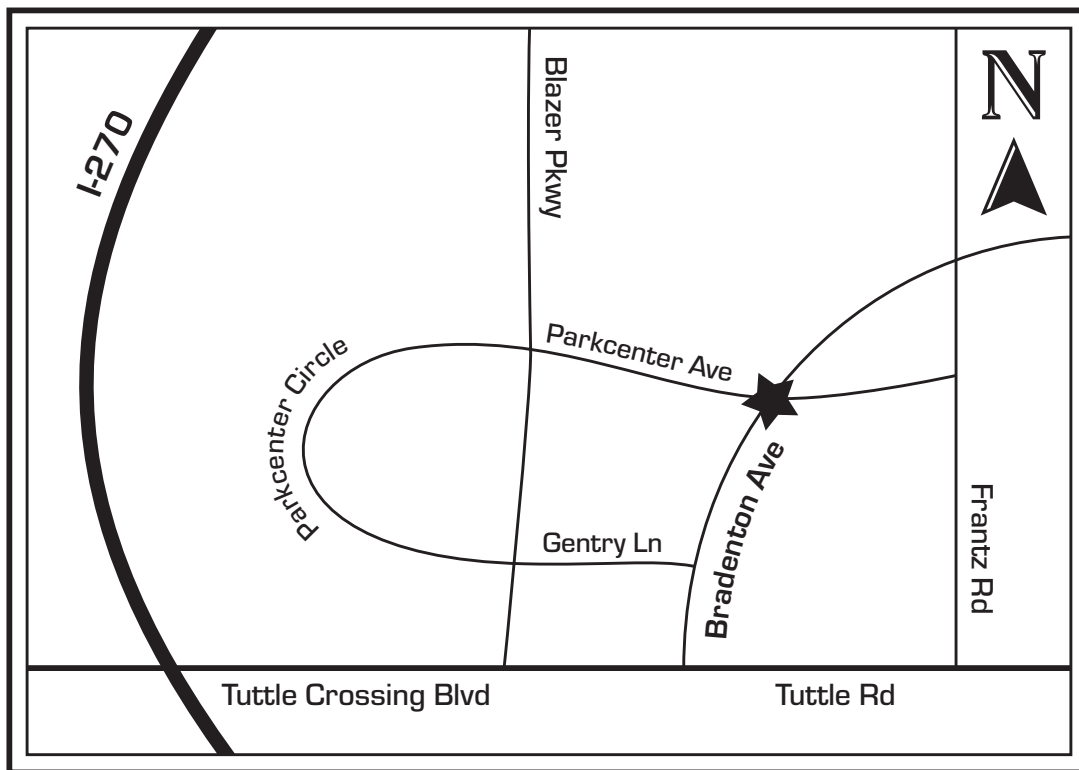 N
I-270
Blazer Pkwy
Parkcenter Circle
Parkcenter Ave
Gentry Ln
Bradenton Ave
Frantz Rd
Tuttle Crossing Blvd
Tuttle Rd